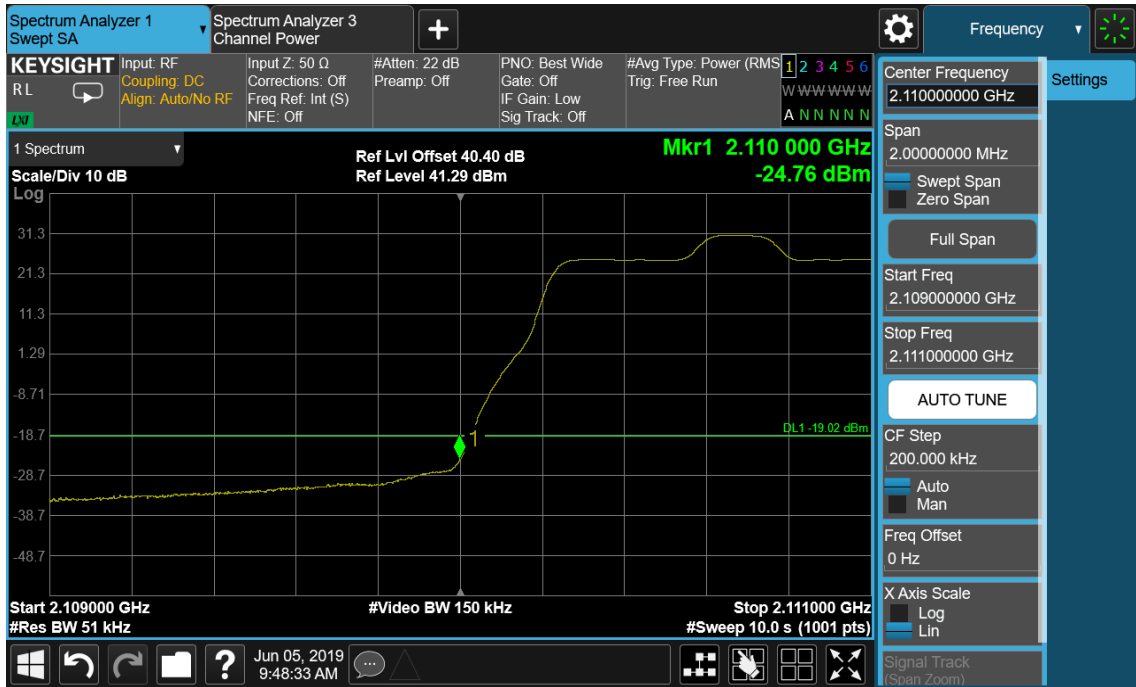 Spectrum Analyzer 1
Swept SA
Spectrum Analyzer 3
Channel Power
Frequency
KEYSIGHT
R L
LXI
Input: RF
Coupling: DC
Align: Auto/No RF
Input Z: 50 Ω
Corrections: Off
Freq Ref: Int (S)
NFE: Off
#Atten: 22 dB
Preamp: Off
PNO: Best Wide
Gate: Off
IF Gain: Low
Sig Track: Off
#Avg Type: Power (RMS
Trig: Free Run
1 2 3 4 5 6
W W W W W W
A N N N N N
1 Spectrum
Scale/Div 10 dB
Ref Lvl Offset 40.40 dB
Ref Level 41.29 dBm
Mkr1 2.110 000 GHz
-24.76 dBm
Log
31.3
21.3
11.3
1.29
-8.71
-18.7
-28.7
-38.7
-48.7
1
DL1 -19.02 dBm
Start 2.109000 GHz
#Res BW 51 kHz
#Video BW 150 kHz
Stop 2.111000 GHz
#Sweep 10.0 s (1001 pts)
Center Frequency
2.110000000 GHz
Span
2.00000000 MHz
Swept Span
Zero Span
Full Span
Start Freq
2.109000000 GHz
Stop Freq
2.111000000 GHz
AUTO TUNE
CF Step
200.000 kHz
Auto
Man
Freq Offset
0 Hz
X Axis Scale
Log
Lin
Signal Track
(Span Zoom)
Settings
?
Jun 05, 2019
9:48:33 AM